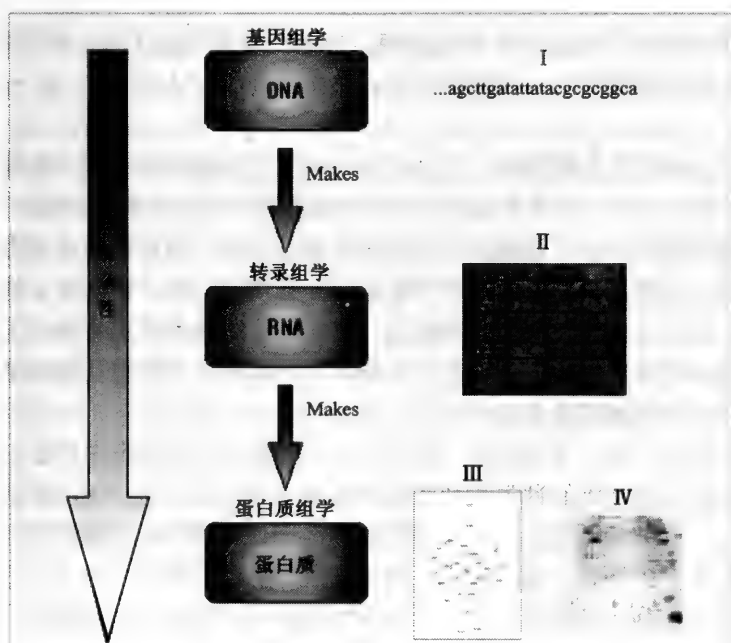 基因组学
I
DNA
...agcttgatattatacgcgcggca
Makes
II
转录组学
RNA
Makes
III
IV
蛋白质组学
蛋白质